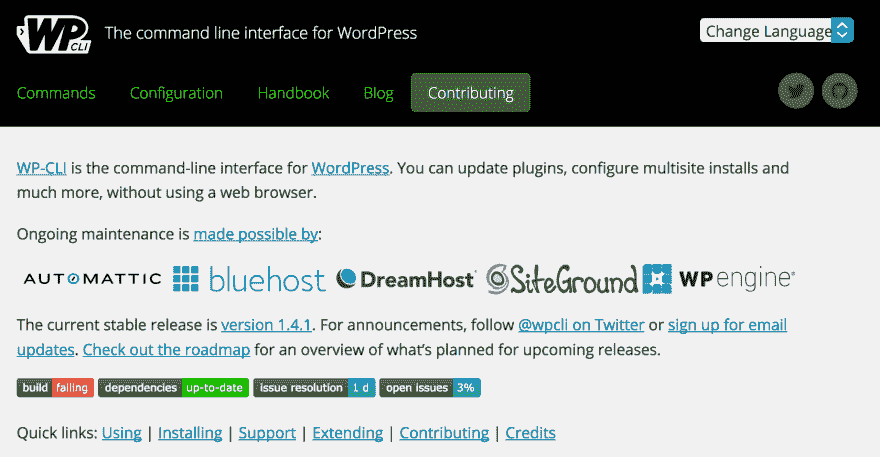 WP CLI The command line interface for WordPress Change Language
Commands Configuration Handbook Blog Contributing
WP-CLI is the command-line interface for WordPress. You can update plugins, configure multisite installs and
much more, without using a web browser.
Ongoing maintenance is made possible by:
AUTOMATTIC bluehost DreamHost SiteGround WP engine
The current stable release is version 1.4.1. For announcements, follow @wpcli on Twitter or sign up for email
updates. Check out the roadmap for an overview of what's planned for upcoming releases.
build failing dependencies up-to-date issue resolution 1 d open issues 3%
Quick links: Using | Installing | Support | Extending | Contributing | Credits